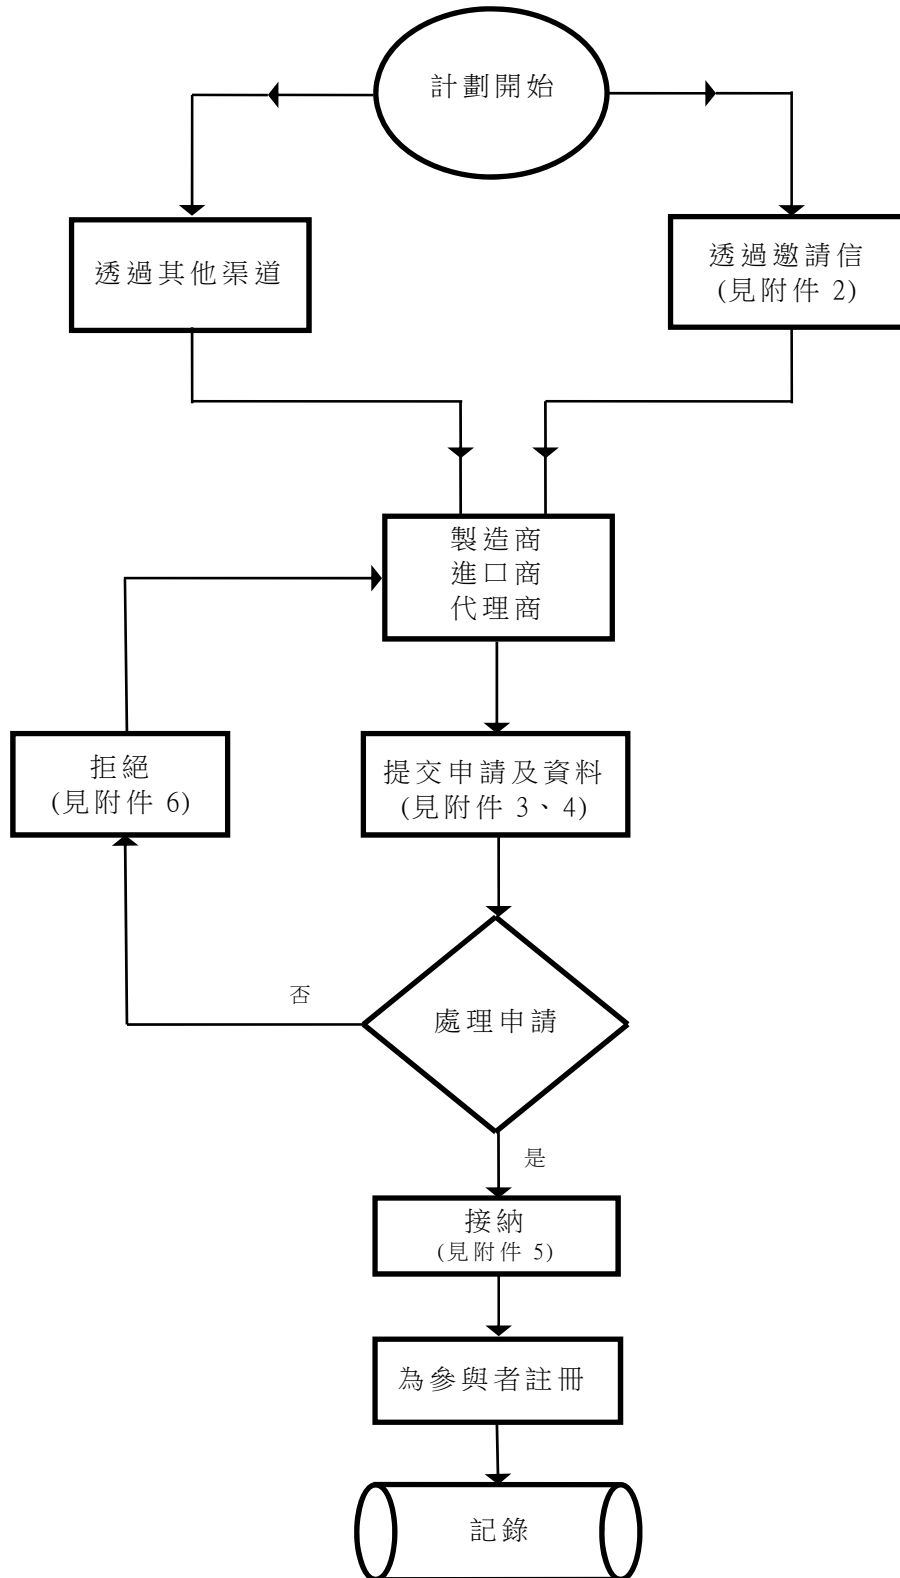 計劃開始
透過其他渠道
透過邀請信
(見附件 2)
製造商
進口商
代理商
拒絕
(見附件 6)
提交申請及資料
(見附件 3、4)
否
處理申請
是
接納
(見附件 5)
為參與者註冊
記錄